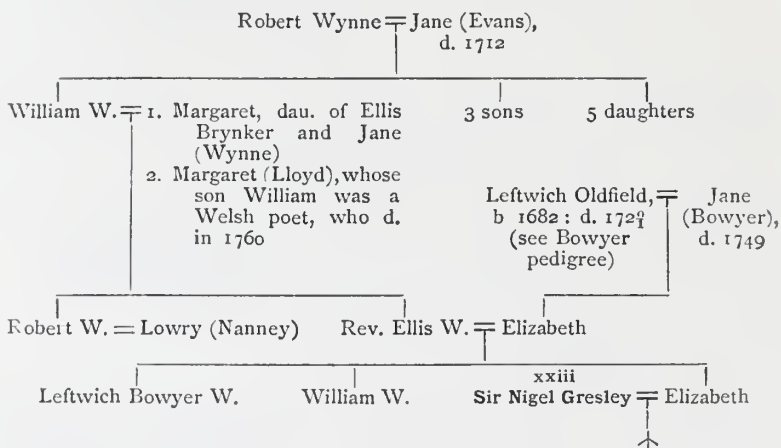 Robert Wynne = Jane (Evans),
d. 1712
William W. = 1. Margaret, dau. of Ellis
Brynker and Jane
(Wynne)
2. Margaret (Lloyd), whose
son William was a
Welsh poet, who d.
in 1760
3 sons
5 daughters
Leftwich Oldfield, =
b 1682: d. 172⁰⁄₁
(see Bowyer
pedigree)
Jane
(Bowyer),
d. 1749
Robert W. = Lowry (Nanney)
Rev. Ellis W. = Elizabeth
Leftwich Bowyer W.
William W.
xxiii
Sir Nigel Gresley = Elizabeth